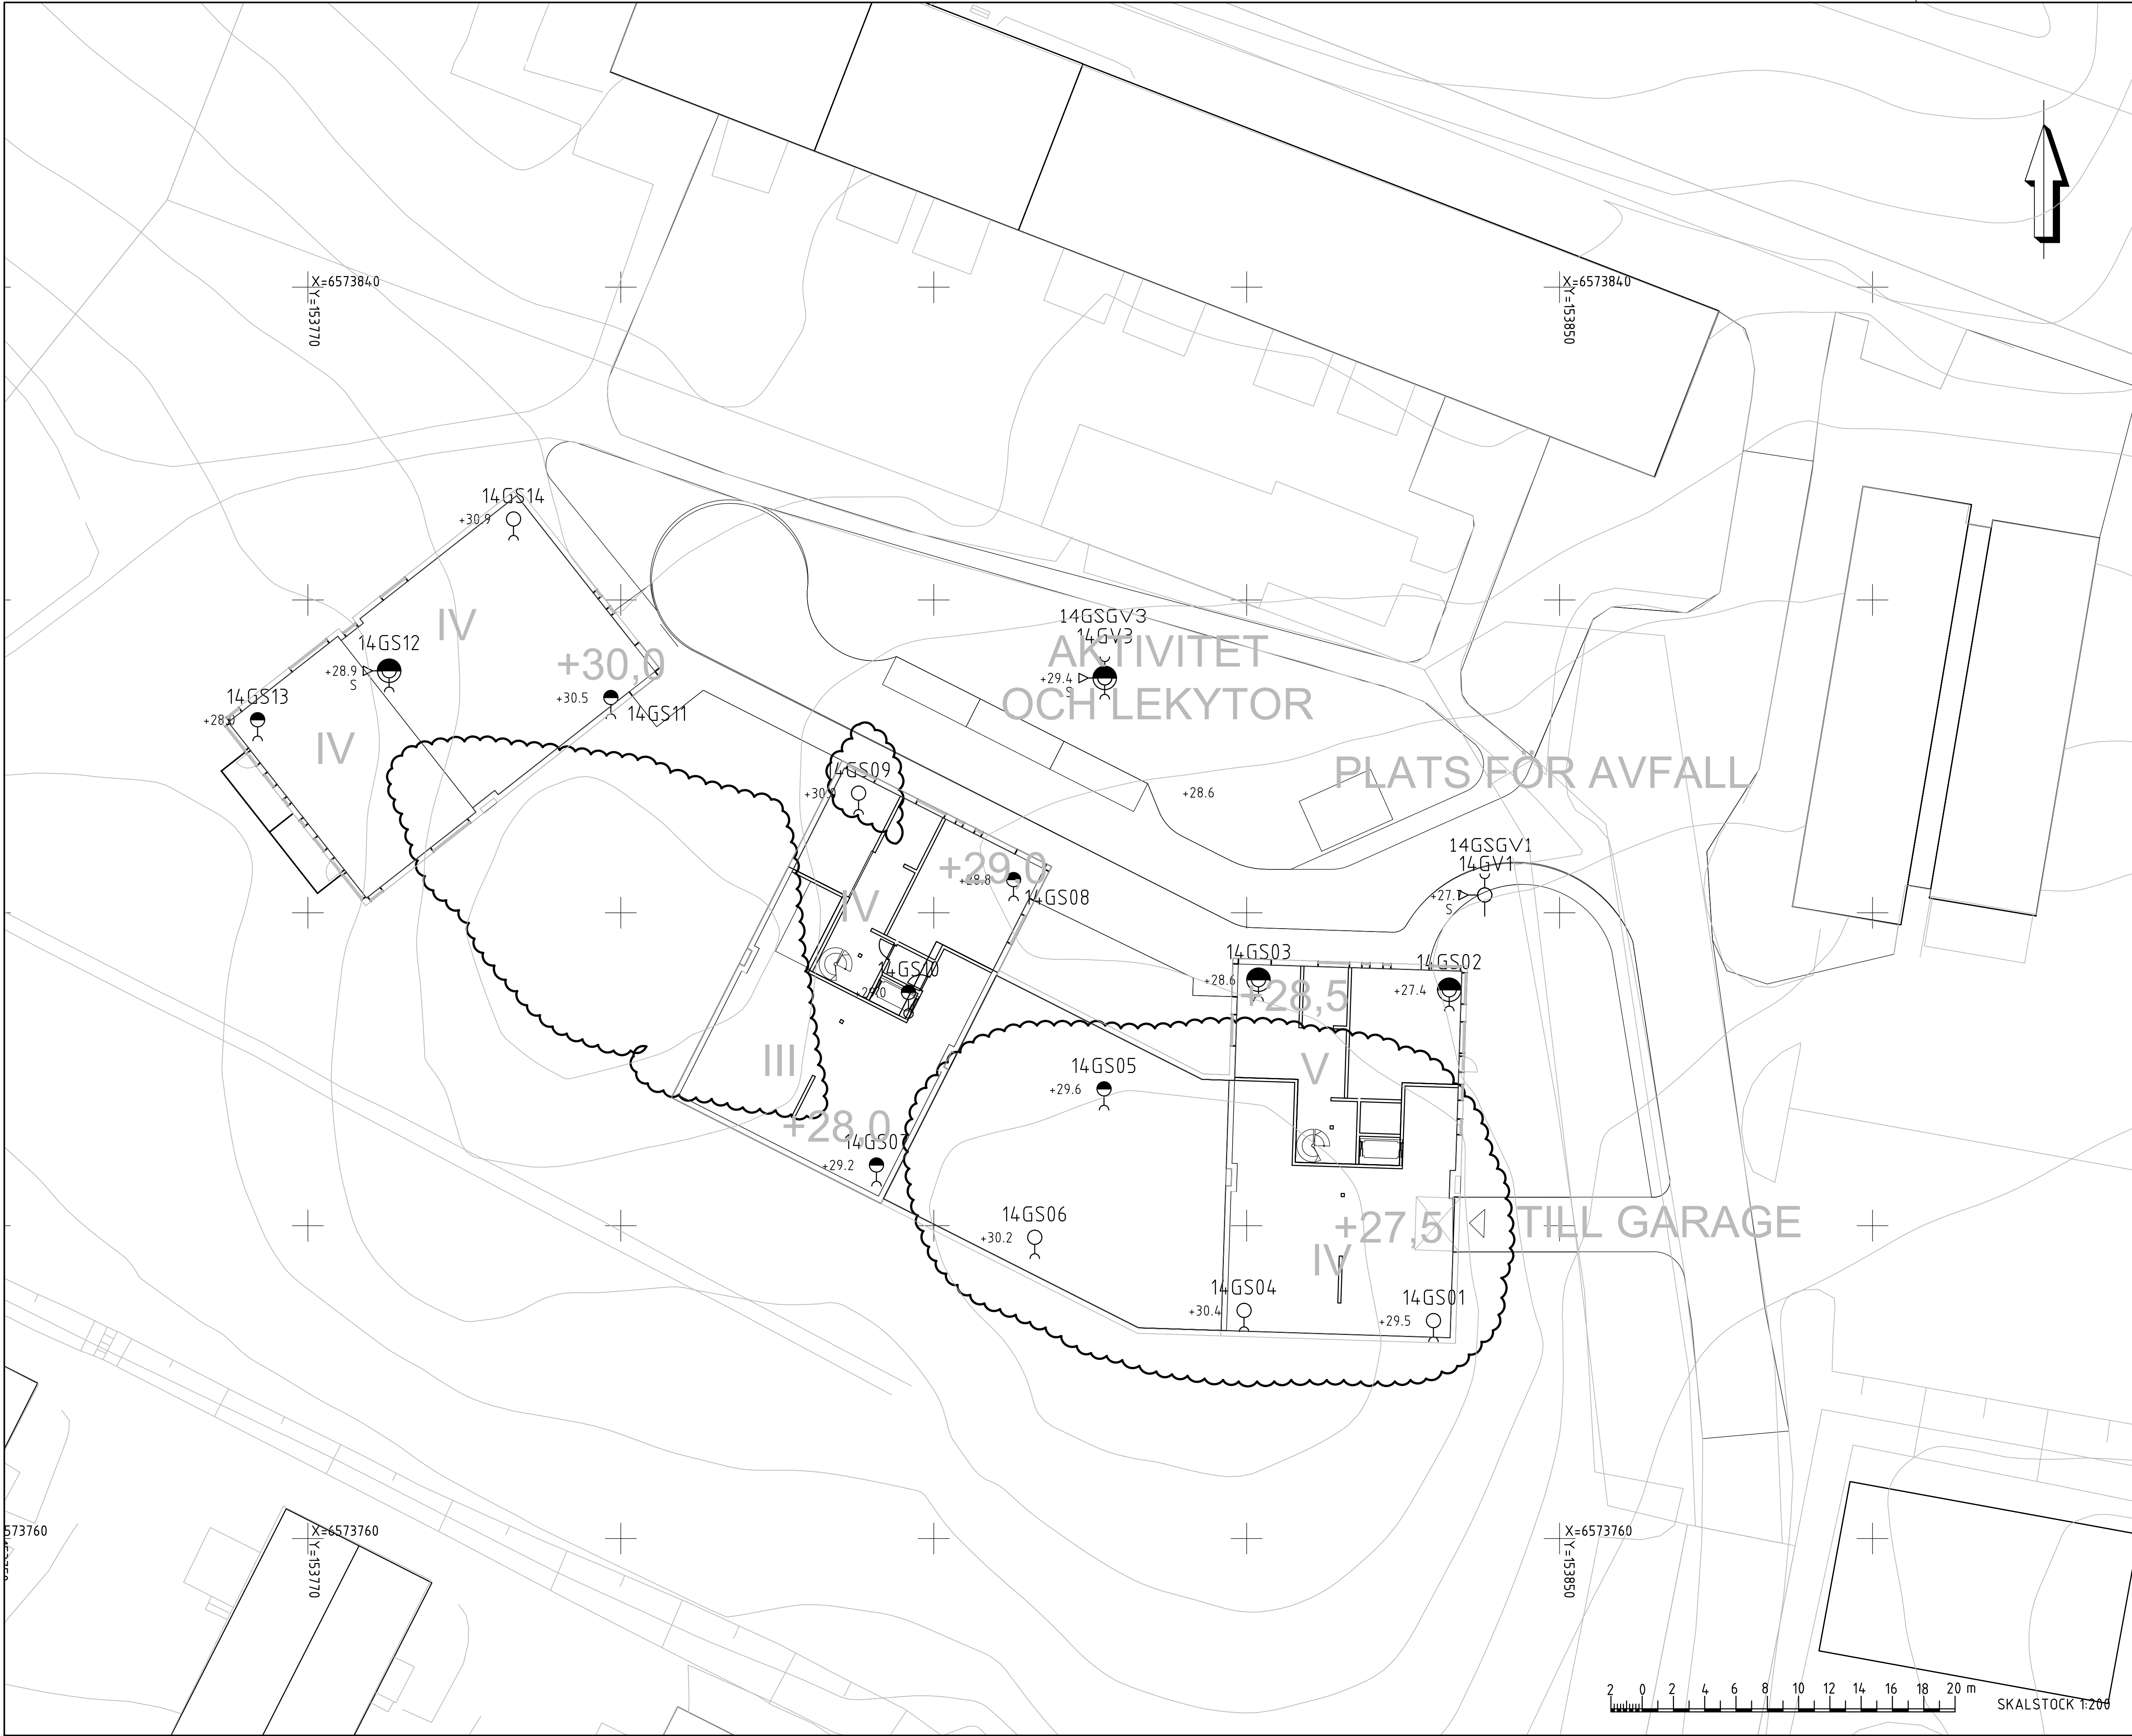 X=6573840
Y=153770
X=6573840
Y=153850
14GS14
+30.9
IV
14GS12
+28.9
S
+30,0
14GSGV3
14GV3
AKTIVITET
+29.4
S
OCH LEKYTOR
14GS13
IV
+30.5
14GS11
PLATS FÖR AVFALL
14GS09
+28.6
14GSGV1
14GV1
S
+29,0
+28.8
14GS08
IV
14GS03
+28.6
14GS02
+27.4
14GS10
+28,5
III
V
14GS05
+29.6
+28,0
14GS07
+29.2
14GS06
+30.2
+27,5
TILL GARAGE
IV
14GS04
+30.4
14GS01
+29.5
573760
X=6573760
Y=153770
X=6573760
Y=153850
2 0 2 4 6 8 10 12 14 16 18 20 m
SKALSTOCK 1:200